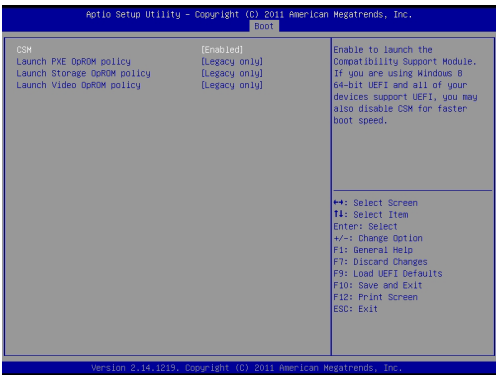 Aptio Setup Utility – Copyright (C) 2011 American Megatrends, Inc.
Boot
CSM [Enabled]
Launch PXE OpROM policy [Legacy only]
Launch Storage OpROM policy [Legacy only]
Launch Video OpROM policy [Legacy only]
Enable to launch the
Compatibility Support Module.
If you are using Windows 8
64-bit UEFI and all of your
devices support UEFI, you may
also disable CSM for faster
boot speed.
↔: Select Screen
↑↓: Select Item
Enter: Select
+/-: Change Option
F1: General Help
F7: Discard Changes
F9: Load UEFI Defaults
F10: Save and Exit
F12: Print Screen
ESC: Exit
Version 2.14.1219. Copyright (C) 2011 American Megatrends, Inc.